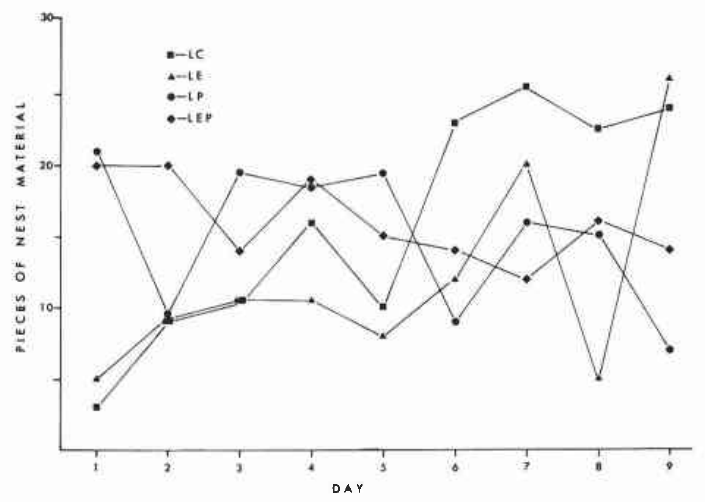 30
LC
LE
LP
LEP
20
10
PIECES OF NEST MATERIAL
1 2 3 4 5 6 7 8 9
DAY